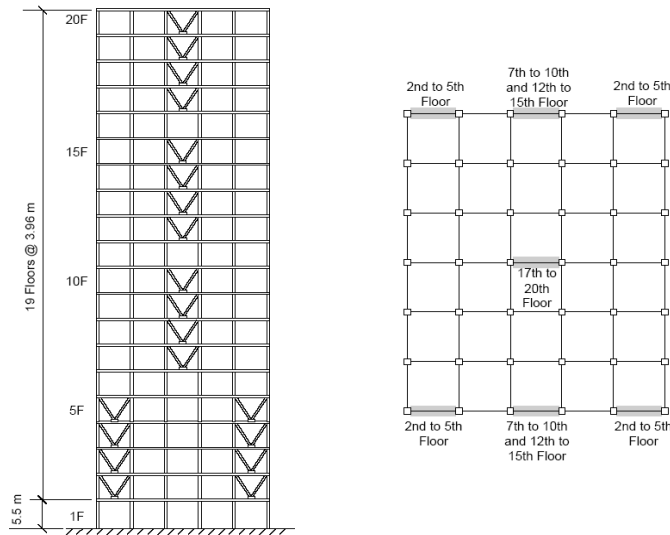 20F
15F
10F
5F
1F
19 Floors @ 3.96 m
5.5 m
2nd to 5th
Floor
7th to 10th
and 12th to
15th Floor
2nd to 5th
Floor
17th to
20th
Floor
2nd to 5th
Floor
7th to 10th
and 12th to
15th Floor
2nd to 5th
Floor